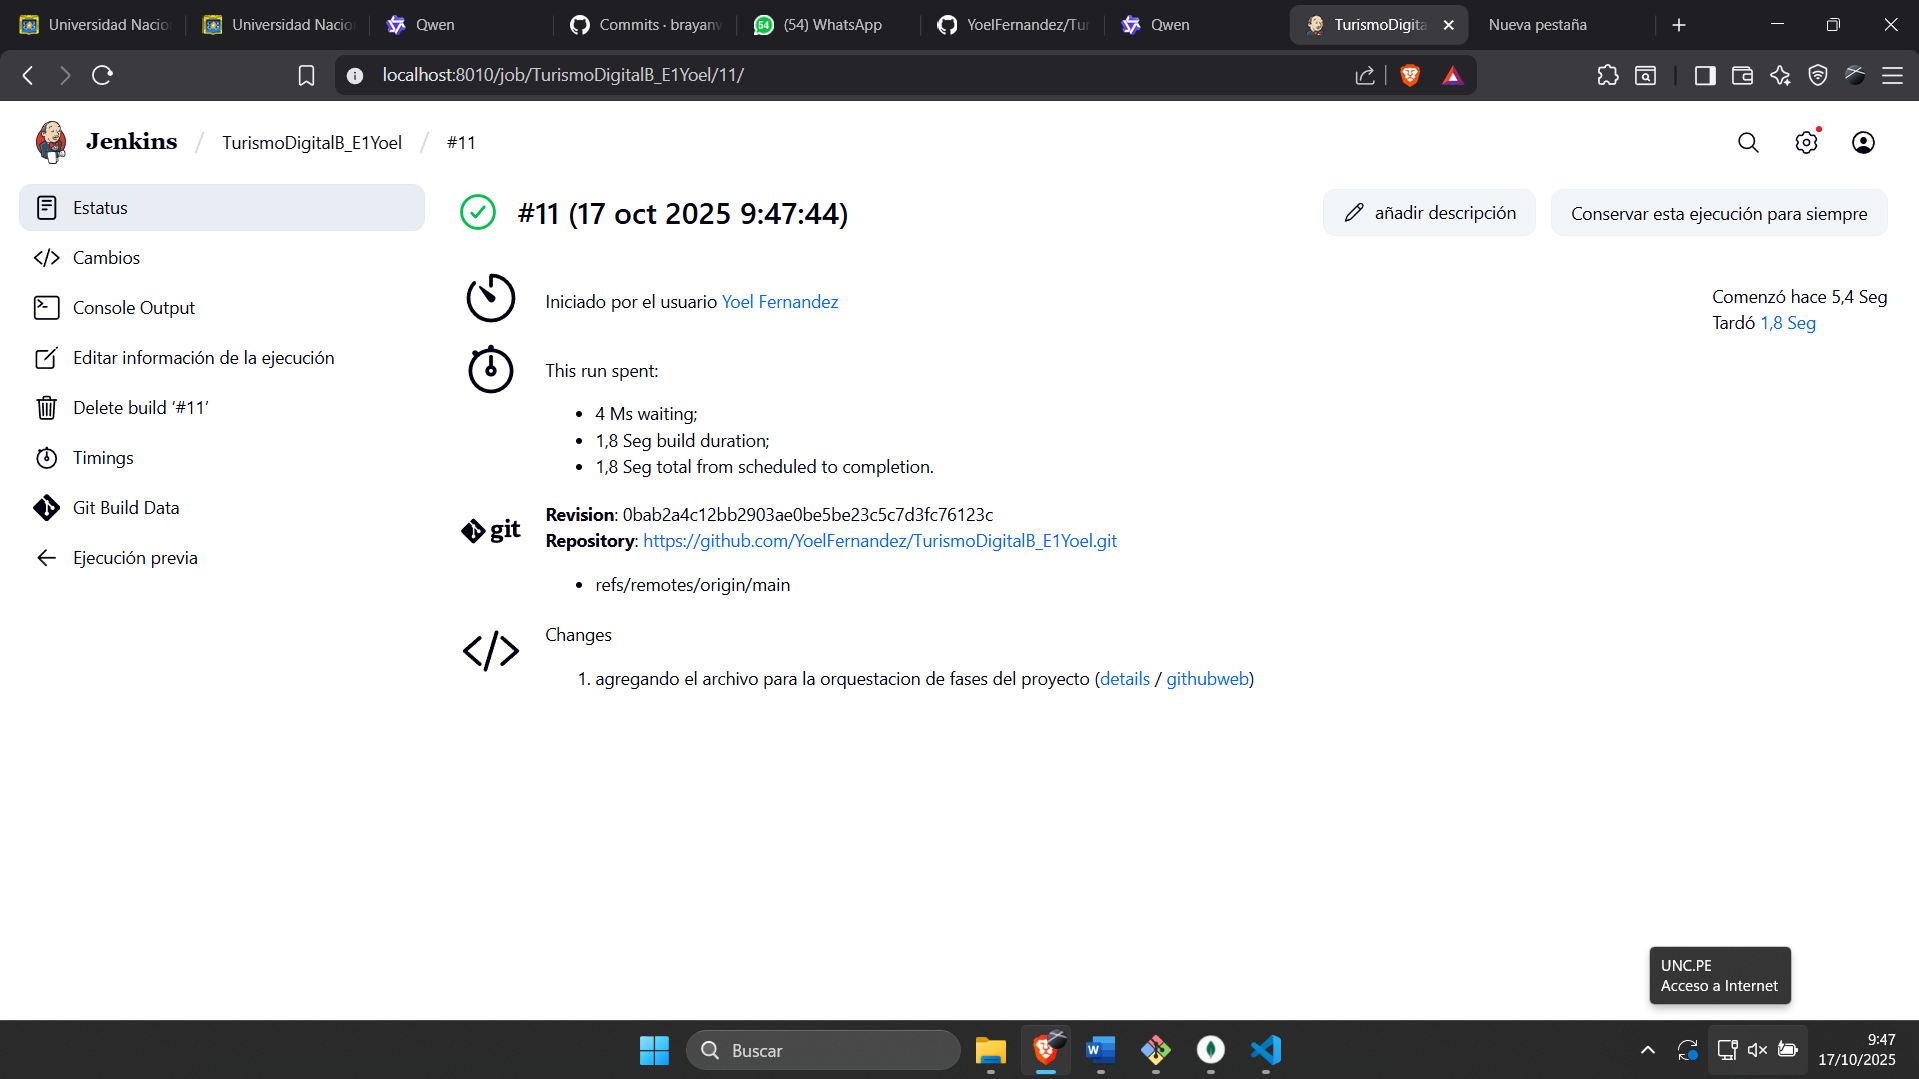 Universidad Nacio
Universidad Nacio
Qwen
Commits · brayanv
(54) WhatsApp
YoelFernandez/Tur
Qwen
TurismoDigita
Nueva pestaña
localhost:8010/job/TurismoDigitalB_E1Yoel/11/
Jenkins / TurismoDigitalB_E1Yoel / #11
Estatus
Cambios
Console Output
Editar información de la ejecución
Delete build ‘#11’
Timings
Git Build Data
Ejecución previa
#11 (17 oct 2025 9:47:44)
añadir descripción
Conservar esta ejecución para siempre
Iniciado por el usuario Yoel Fernandez
Comenzó hace 5,4 Seg
Tardó 1,8 Seg
This run spent:
• 4 Ms waiting;
• 1,8 Seg build duration;
• 1,8 Seg total from scheduled to completion.
git
Revision: 0bab2a4c12bb2903ae0be5be23c5c7d3fc76123c
Repository: https://github.com/YoelFernandez/TurismoDigitalB_E1Yoel.git
• refs/remotes/origin/main
Changes
1. agregando el archivo para la orquestacion de fases del proyecto (details / githubweb)
UNC.PE
Acceso a Internet
Buscar
9:47
17/10/2025